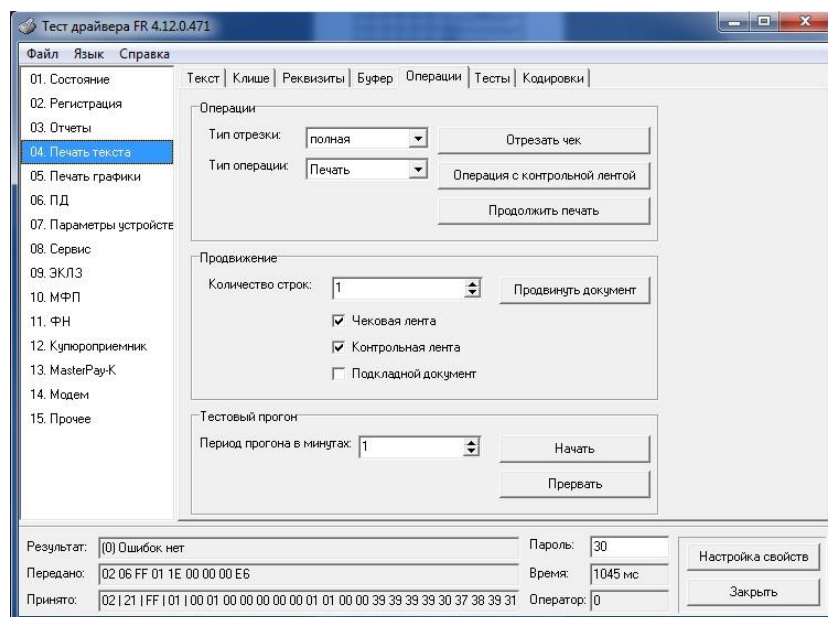 Тест драйвера FR 4.12.0.471
Файл Язык Справка
01. Состояние
02. Регистрация
03. Отчеты
04. Печать текста
05. Печать графики
06. ПД
07. Параметры устройств
08. Сервис
09. ЭКЛЗ
10. МФП
11. ФН
12. Купюроприемник
13. MasterPay-K
14. Модем
15. Прочее
Текст Клише Реквизиты Буфер Операции Тесты Кодировки
Операции
Тип отрезки: полная Отрезать чек
Тип операции: Печать Операция с контрольной лентой
Продолжить печать
Продвижение
Количество строк: 1 Продвинуть документ
Чековая лента
Контрольная лента
Подкладной документ
Тестовый прогон
Период прогона в минутах: 1 Начать
Прервать
Результат: (0) Ошибок нет
Передано: 02 06 FF 01 1E 00 00 00 E6
Принято: 02 | 21 | FF | 01 | 00 01 00 00 00 00 00 00 01 01 00 00 39 39 39 39 30 37 38 39 31
Пароль: 30
Время: 1045 мс
Оператор: 0
Настройка свойств
Закрыть